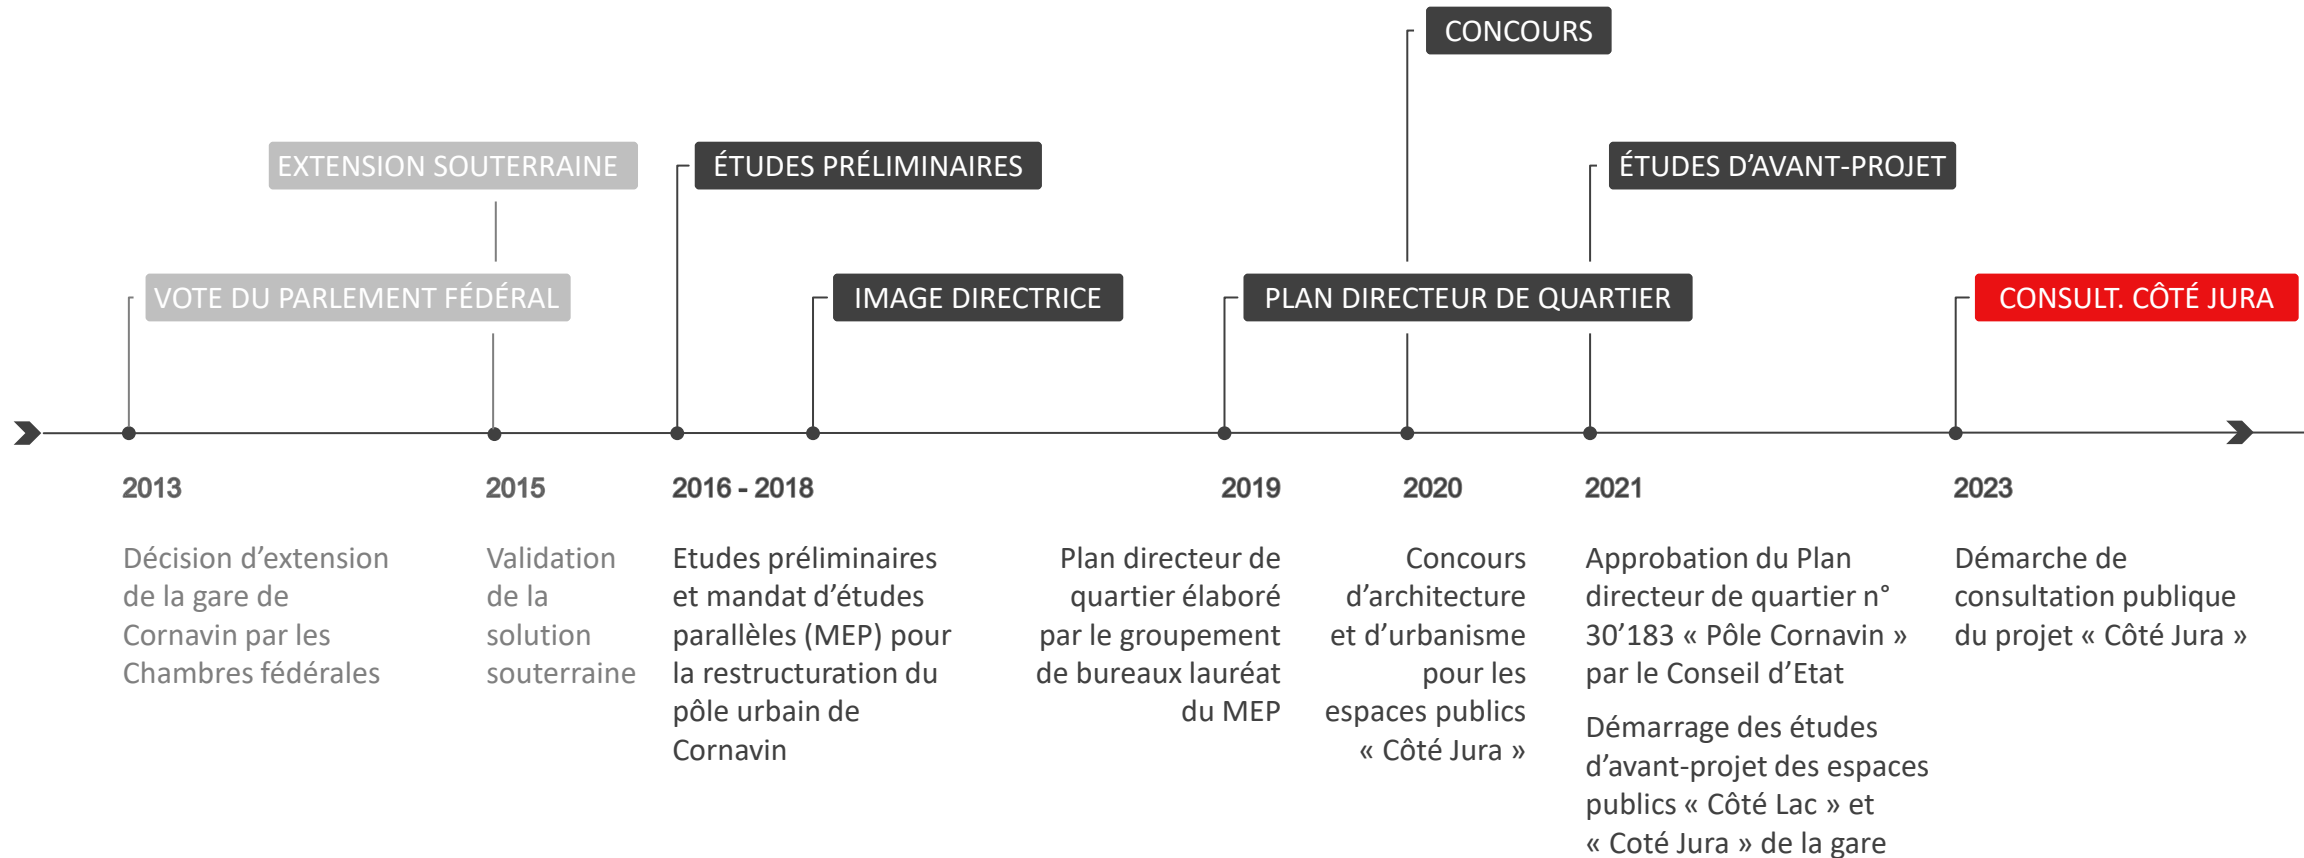 CONCOURS
EXTENSION SOUTERRAINE
ÉTUDES PRÉLIMINAIRES
ÉTUDES D’AVANT-PROJET
VOTE DU PARLEMENT FÉDÉRAL
IMAGE DIRECTRICE
PLAN DIRECTEUR DE QUARTIER
CONSULT. CÔTÉ JURA
2013
Décision d’extension
de la gare de
Cornavin par les
Chambres fédérales
2015
Validation
de la
solution
souterraine
2016 - 2018
Etudes préliminaires
et mandat d’études
parallèles (MEP) pour
la restructuration du
pôle urbain de
Cornavin
2019
Plan directeur de
quartier élaboré
par le groupement
de bureaux lauréat
du MEP
2020
Concours
d’architecture
et d’urbanisme
pour les
espaces publics
« Côté Jura »
2021
Approbation du Plan
directeur de quartier n°
30’183 « Pôle Cornavin »
par le Conseil d’Etat
Démarrage des études
d’avant-projet des espaces
publics « Côté Lac » et
« Coté Jura » de la gare
2023
Démarche de
consultation publique
du projet « Côté Jura »